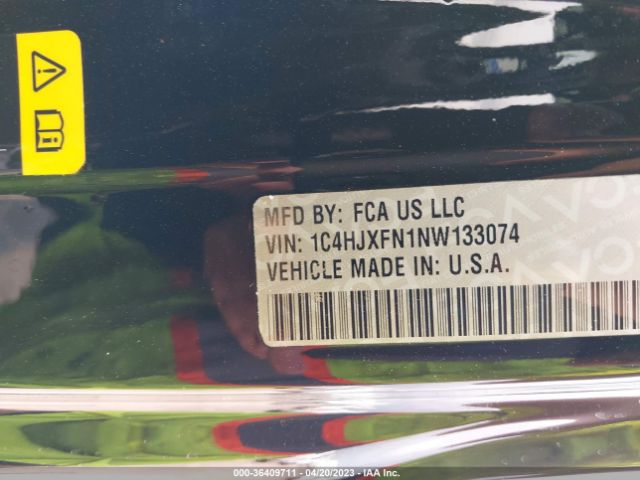 MFD BY: FCA US LLC
VIN: 1C4HJXFN1NW133074
VEHICLE MADE IN: U.S.A.
000-36409711 - 04/20/2023 - IAA Inc.